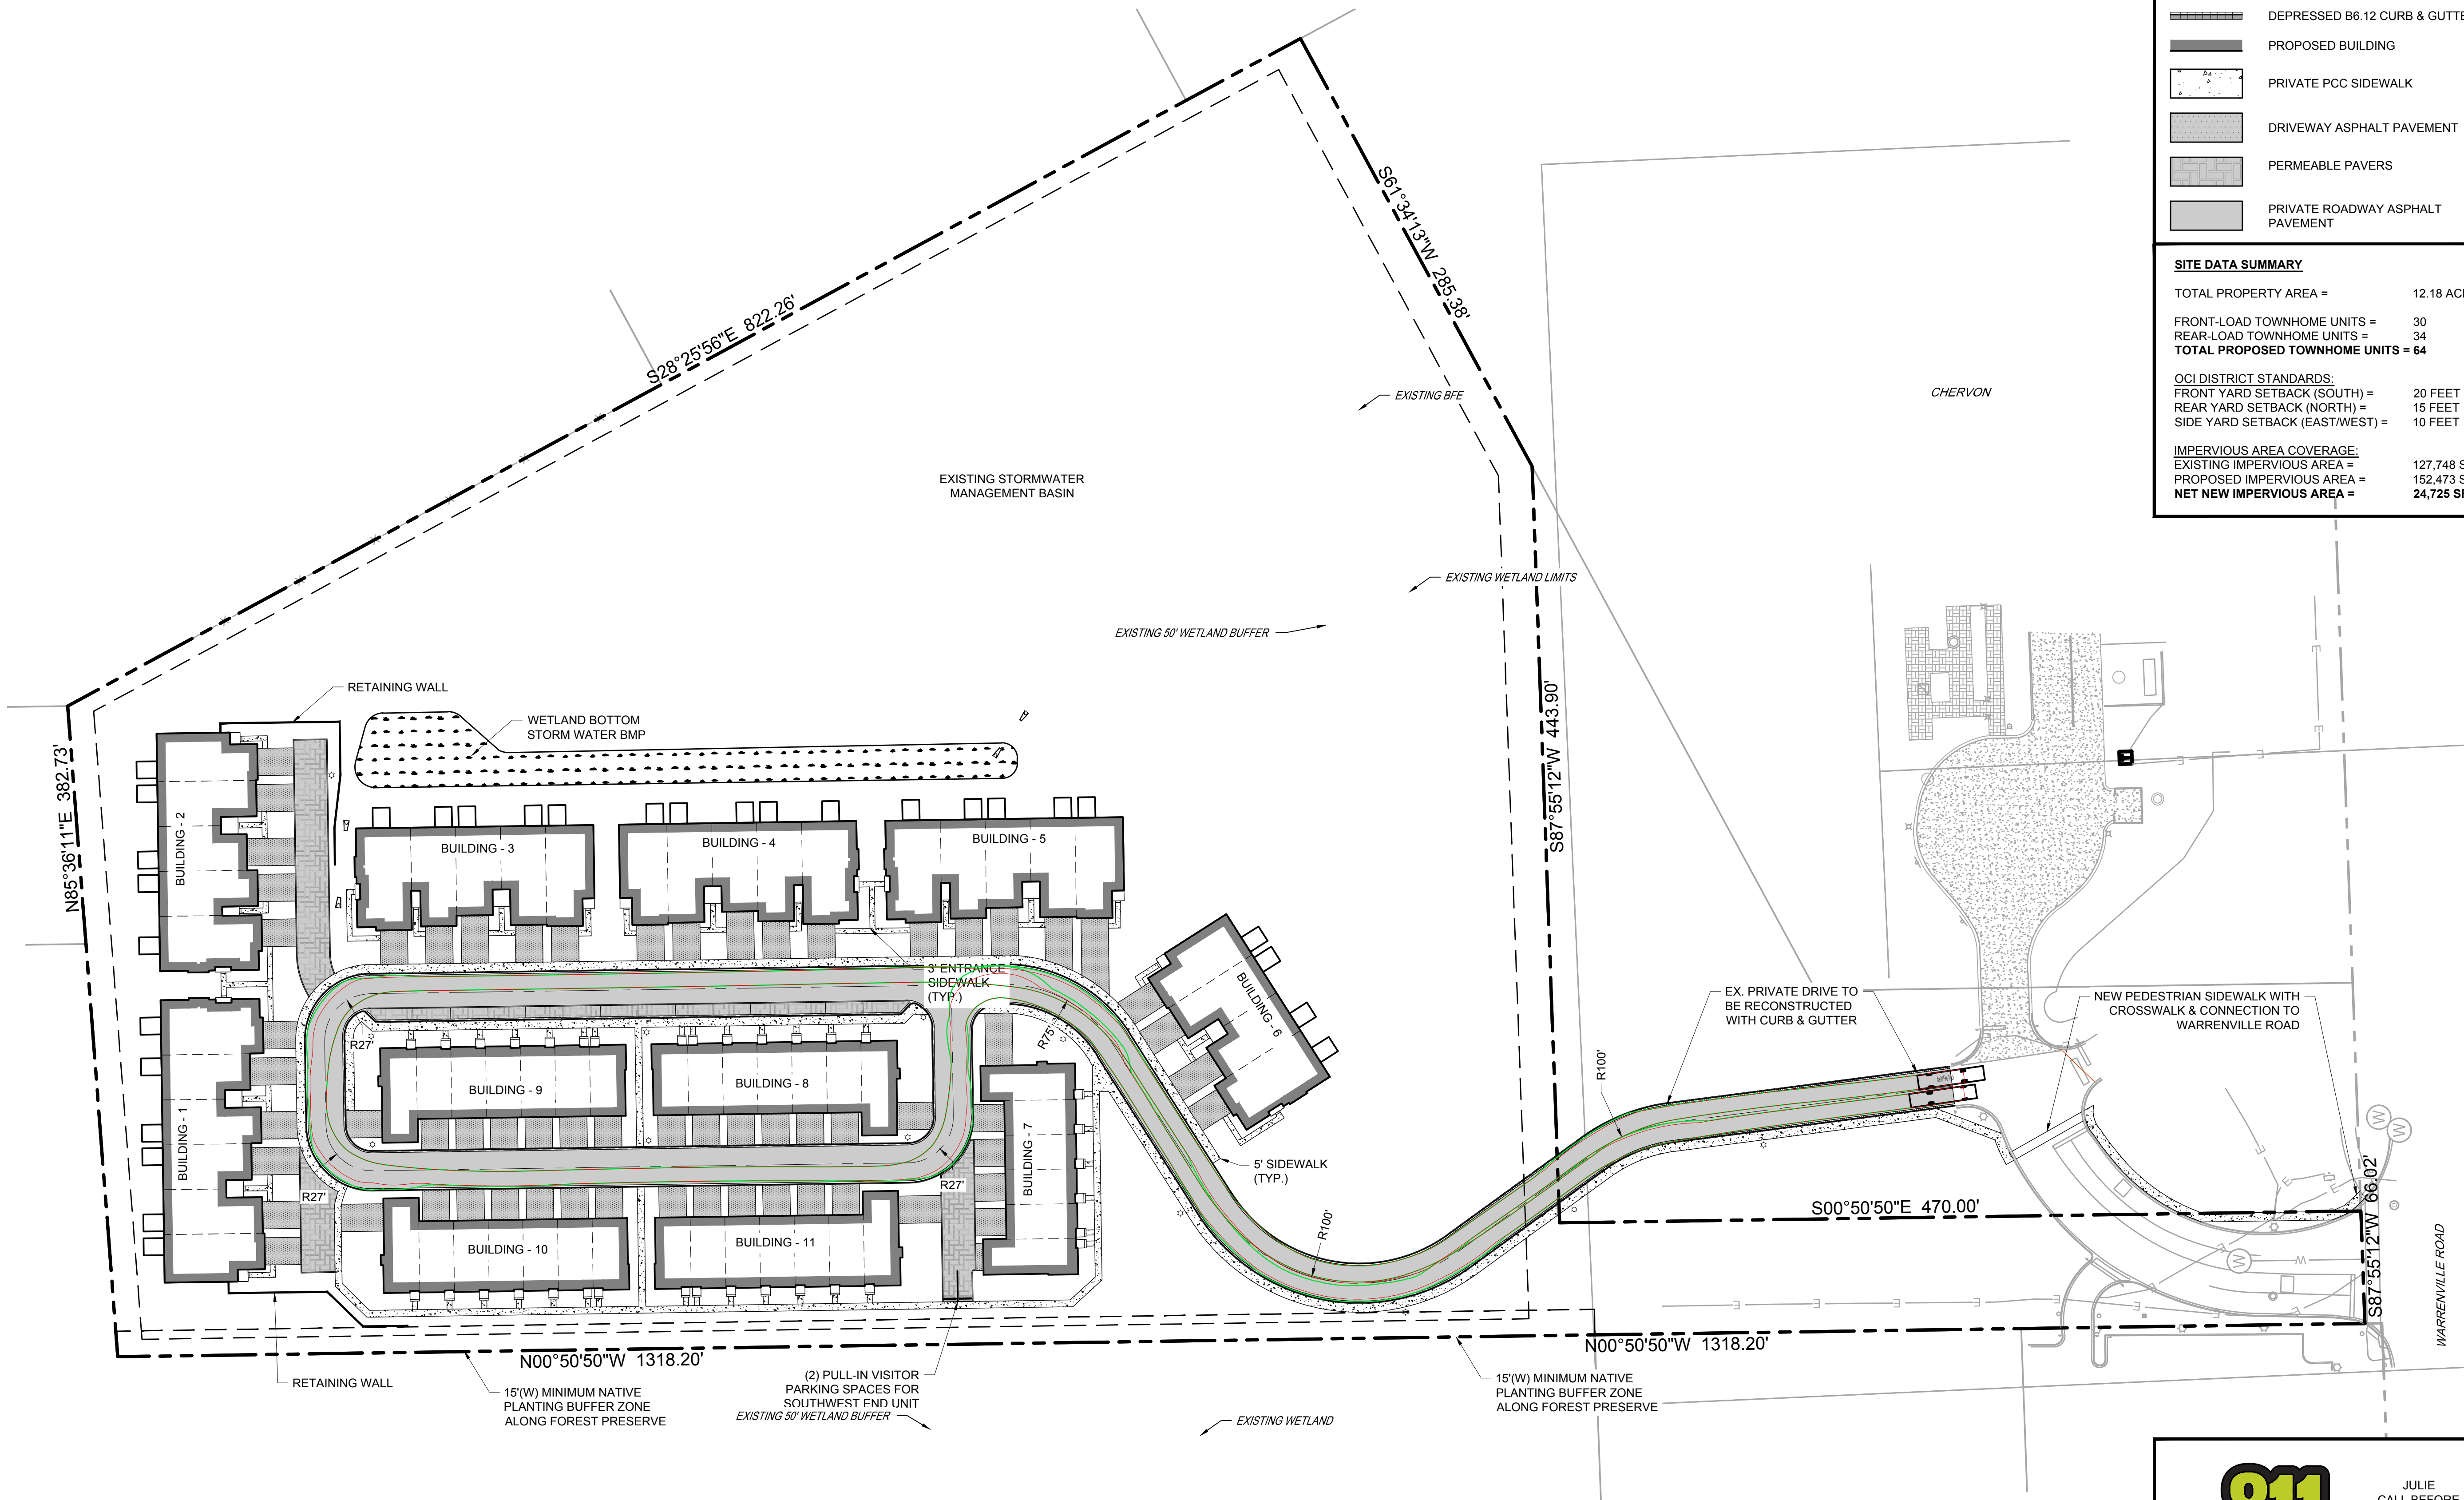 DEPRESSED B6.12 CURB & GUTTE
PROPOSED BUILDING
PRIVATE PCC SIDEWALK
DRIVEWAY ASPHALT PAVEMENT
PERMEABLE PAVERS
PRIVATE ROADWAY ASPHALT
PAVEMENT
SITE DATA SUMMARY
TOTAL PROPERTY AREA = 12.18 AC
FRONT-LOAD TOWNHOME UNITS = 30
REAR-LOAD TOWNHOME UNITS = 34
TOTAL PROPOSED TOWNHOME UNITS = 64
OCI DISTRICT STANDARDS:
FRONT YARD SETBACK (SOUTH) = 20 FEET
REAR YARD SETBACK (NORTH) = 15 FEET
SIDE YARD SETBACK (EAST/WEST) = 10 FEET
IMPERVIOUS AREA COVERAGE:
EXISTING IMPERVIOUS AREA = 127,748 S
PROPOSED IMPERVIOUS AREA = 152,473 S
NET NEW IMPERVIOUS AREA = 24,725 S
S28°25'56"E 822.26'
S61°34'13"W 285.38'
EXISTING BFE
CHERVON
EXISTING STORMWATER
MANAGEMENT BASIN
EXISTING WETLAND LIMITS
EXISTING 50' WETLAND BUFFER
RETAINING WALL
WETLAND BOTTOM
STORM WATER BMP
N85°36'11"E 382.73'
S87°55'12"W 443.90'
BUILDING - 2
BUILDING - 3
BUILDING - 4
BUILDING - 5
BUILDING - 6
3' ENTRANCE
SIDEWALK
(TYP.)
EX. PRIVATE DRIVE TO
BE RECONSTRUCTED
WITH CURB & GUTTER
NEW PEDESTRIAN SIDEWALK WITH
CROSSWALK & CONNECTION TO
WARRENVILLE ROAD
R27'
R75'
R100'
BUILDING - 9
BUILDING - 8
BUILDING - 1
BUILDING - 7
5' SIDEWALK
(TYP.)
R27'
R27'
R100'
BUILDING - 10
BUILDING - 11
S00°50'50"E 470.00'
S87°55'12"W 66.02'
WARRENVILLE ROAD
E
E
E
E
E
E
E
E
E
E
E
W
W
W
W
W
N00°50'50"W 1318.20'
N00°50'50"W 1318.20'
RETAINING WALL
15'(W) MINIMUM NATIVE
PLANTING BUFFER ZONE
ALONG FOREST PRESERVE
(2) PULL-IN VISITOR
PARKING SPACES FOR
SOUTHWEST END UNIT
EXISTING 50' WETLAND BUFFER
EXISTING WETLAND
15'(W) MINIMUM NATIVE
PLANTING BUFFER ZONE
ALONG FOREST PRESERVE
811
JULIE
CALL BEFORE